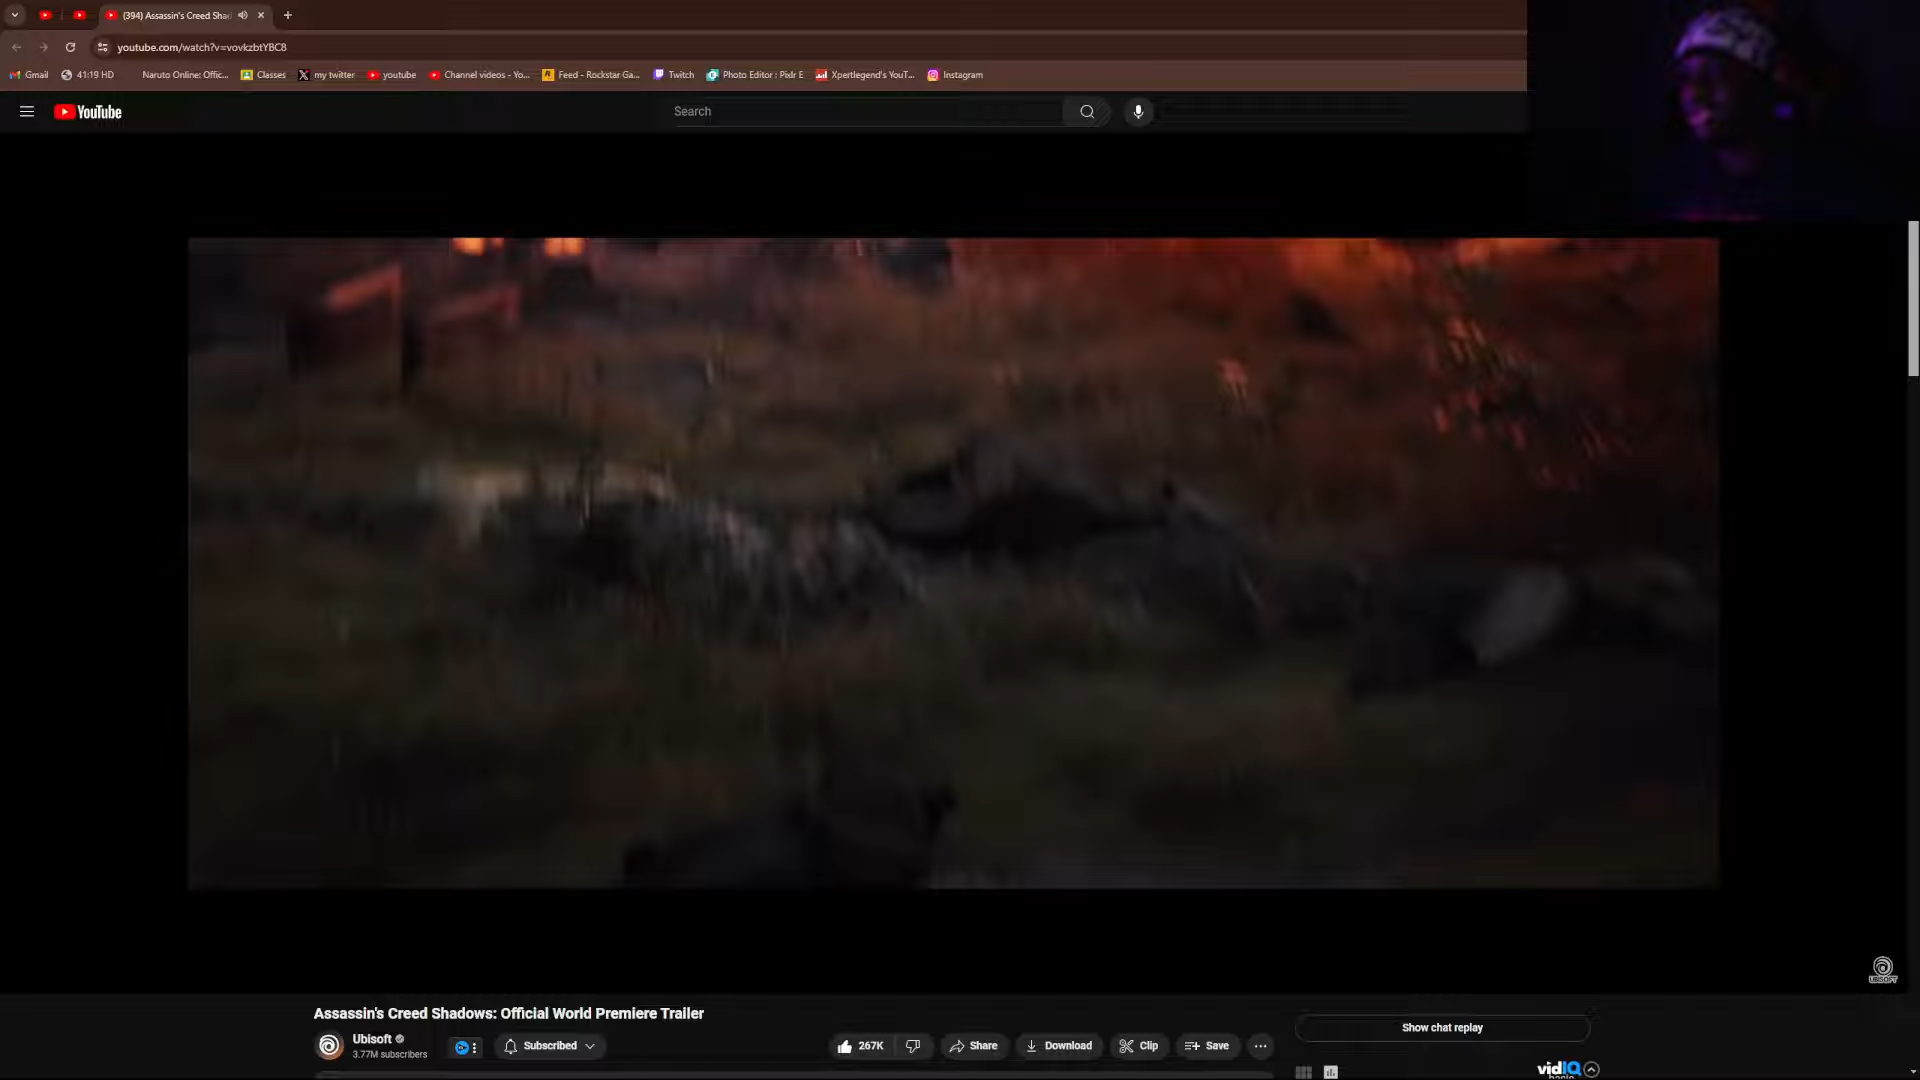 (394) Assassin's Creed Shad
youtube.com/watch?v=vovkzbtYBC8
Gmail 41:19 HD Naruto Online: Offic... Classes my twitter youtube Channel videos - Yo... Feed - Rockstar Ga... Twitch Photo Editor : Pixlr E Xpertlegend's YouT... Instagram
YouTube Search
UBISOFT
Assassin's Creed Shadows: Official World Premiere Trailer
Ubisoft
3.77M subscribers
Subscribed 267K Share Download Clip Save
Show chat replay
vidIQ